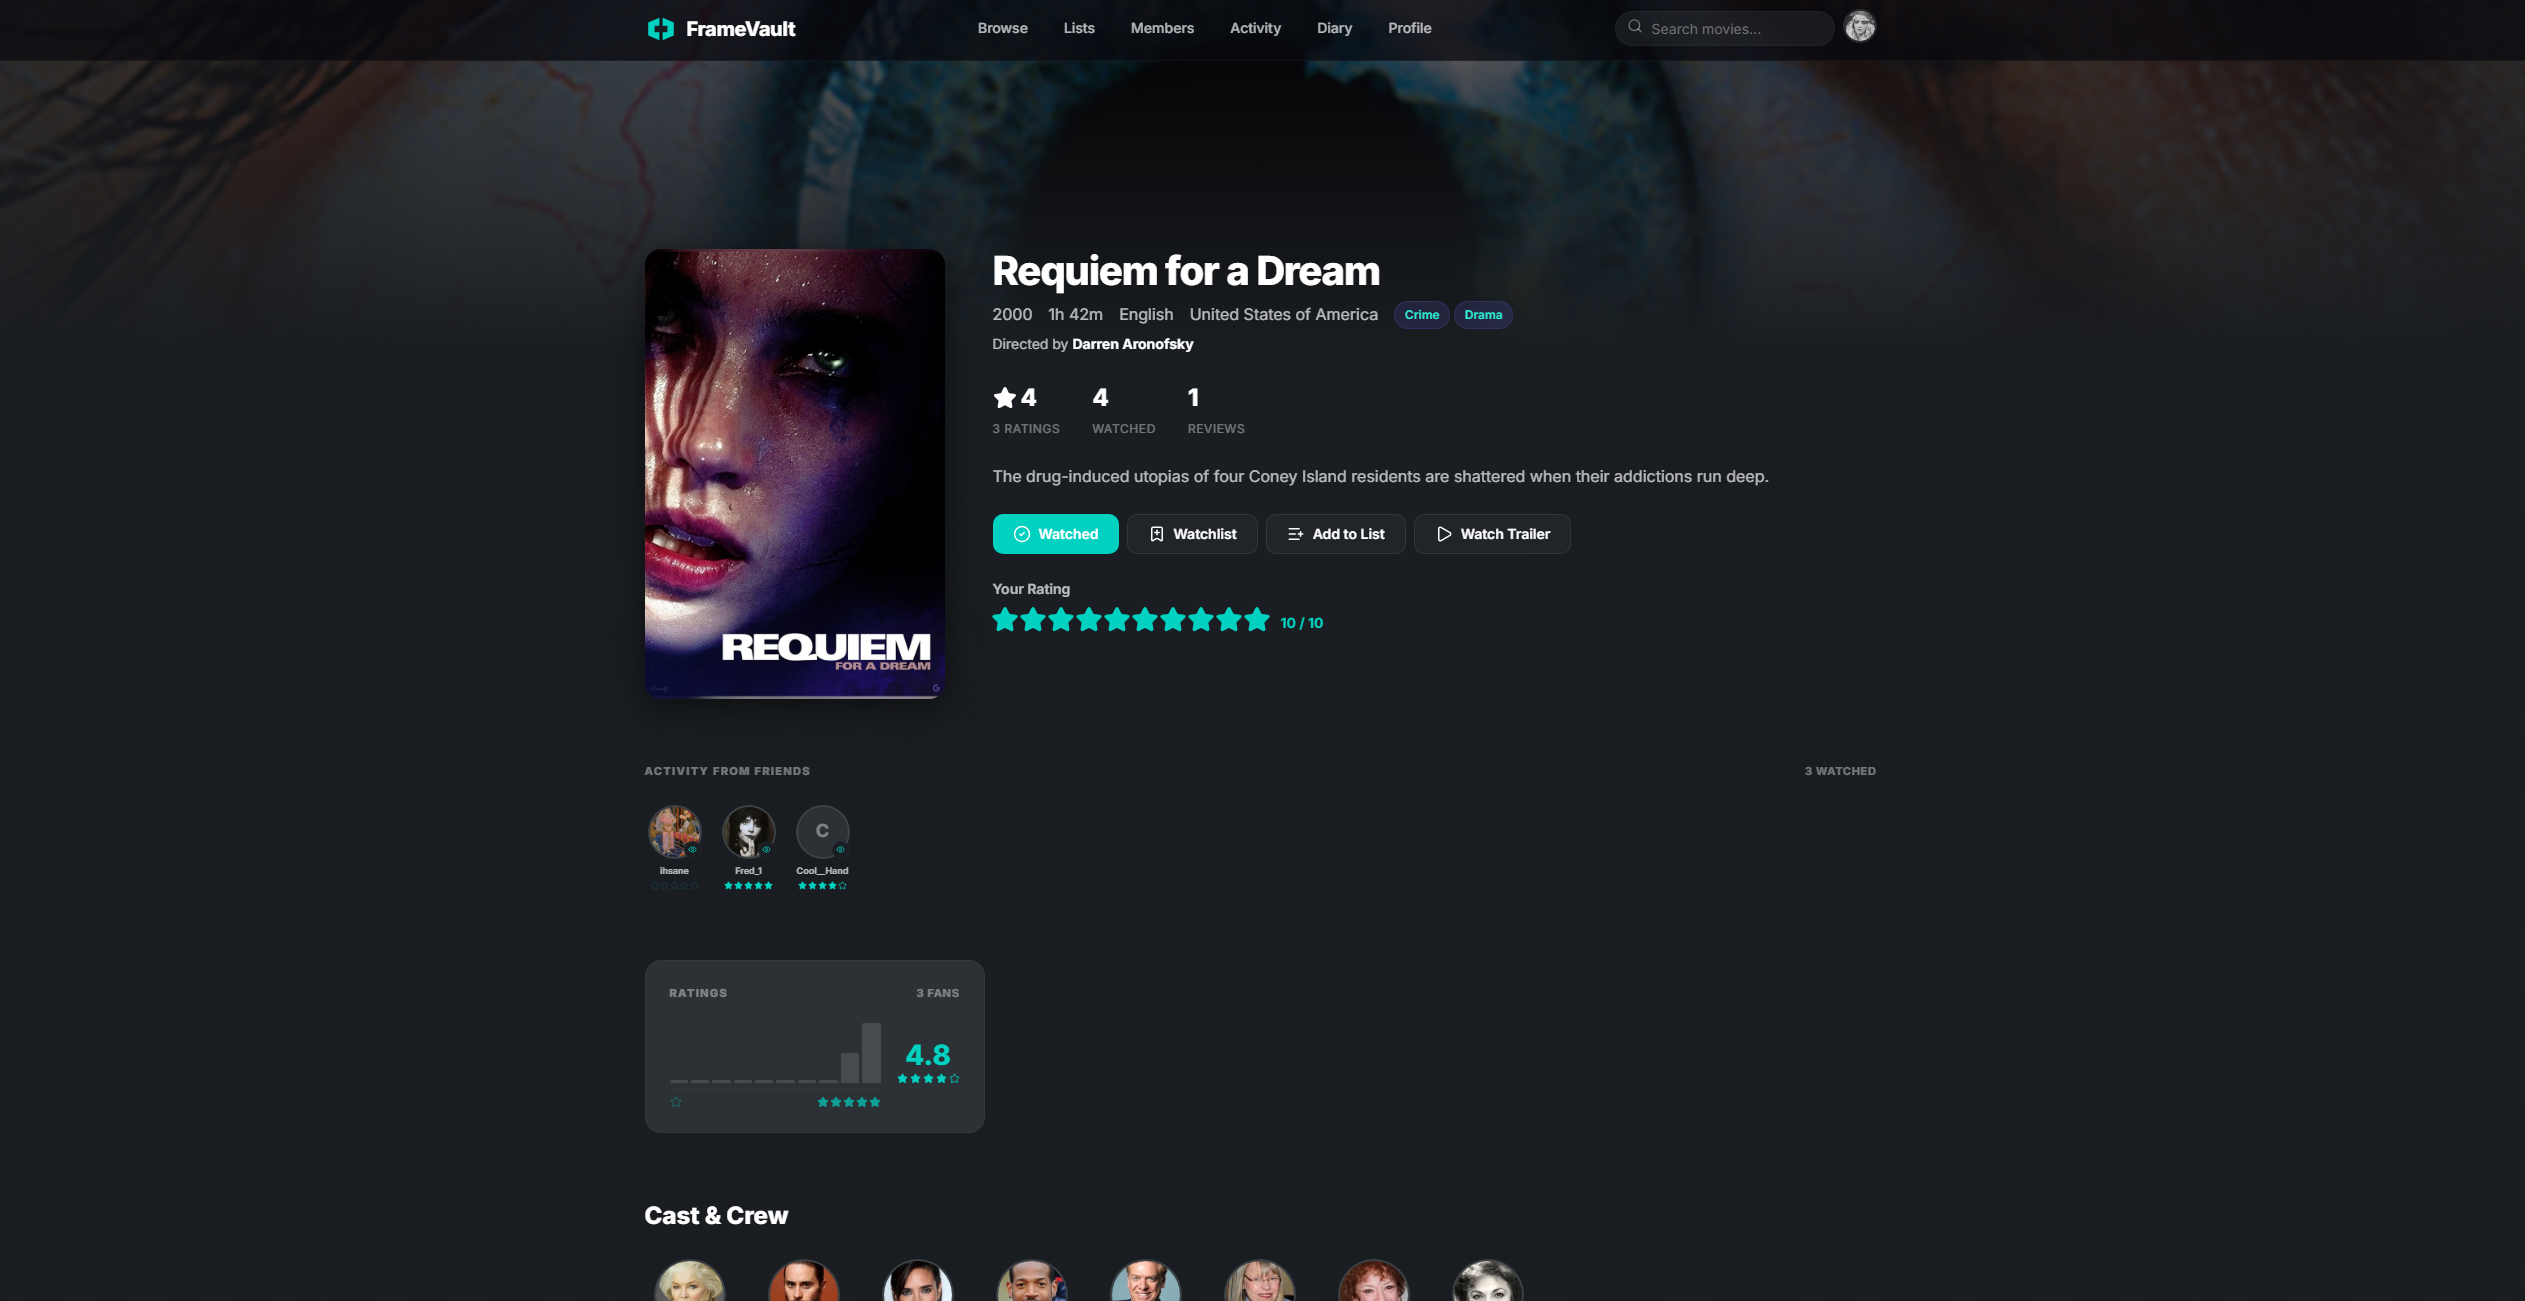 FrameVault
Browse Lists Members Activity Diary Profile
Search movies...
Requiem for a Dream
2000 1h 42m English United States of America Crime Drama
Directed by Darren Aronofsky
4 4 1
3 RATINGS WATCHED REVIEWS
The drug-induced utopias of four Coney Island residents are shattered when their addictions run deep.
Watched Watchlist Add to List Watch Trailer
Your Rating
10 / 10
REQUIEM
FOR A DREAM
ACTIVITY FROM FRIENDS 3 WATCHED
C
ihsane Fred_1 Cool__Hand
RATINGS 3 FANS
4.8
Cast & Crew